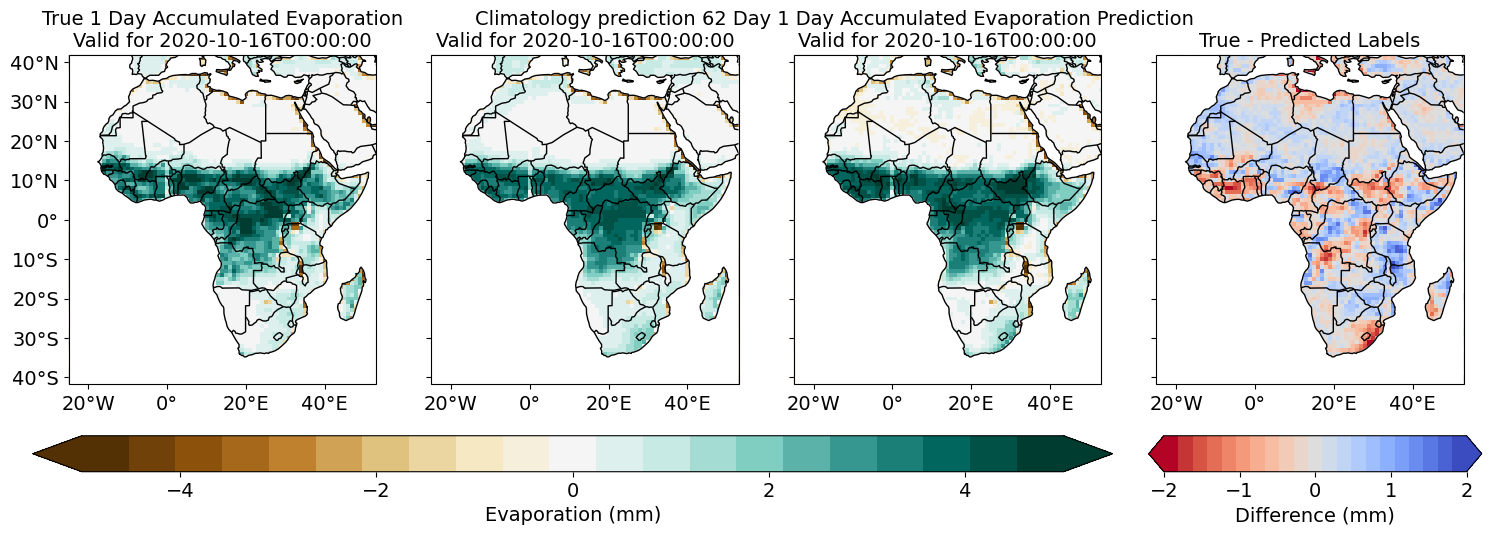 True 1 Day Accumulated Evaporation
Valid for 2020-10-16T00:00:00
Climatology prediction 62 Day 1 Day Accumulated Evaporation Prediction
Valid for 2020-10-16T00:00:00
Valid for 2020-10-16T00:00:00
True - Predicted Labels
40°N
30°N
20°N
10°N
0°
10°S
20°S
30°S
40°S
20°W 0° 20°E 40°E
20°W 0° 20°E 40°E
20°W 0° 20°E 40°E
20°W 0° 20°E 40°E
−4 −2 0 2 4
Evaporation (mm)
−2 −1 0 1 2
Difference (mm)